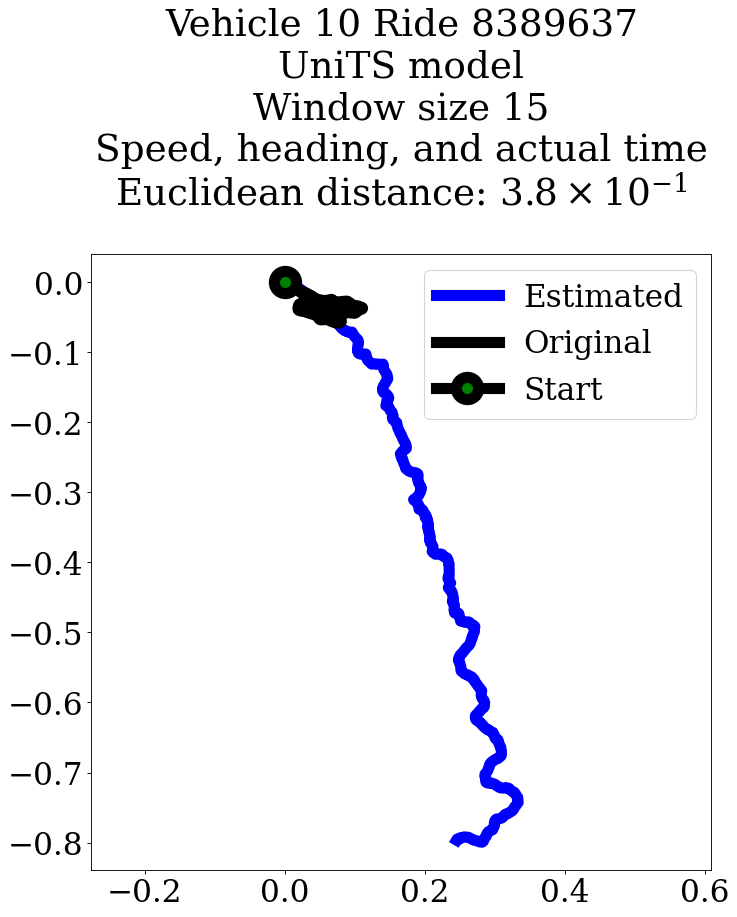 Vehicle 10 Ride 8389637
UniTS model
Window size 15
Speed, heading, and actual time
Euclidean distance: 3.8 × 10⁻¹
Estimated
Original
Start
0.0
−0.1
−0.2
−0.3
−0.4
−0.5
−0.6
−0.7
−0.8
−0.2 0.0 0.2 0.4 0.6